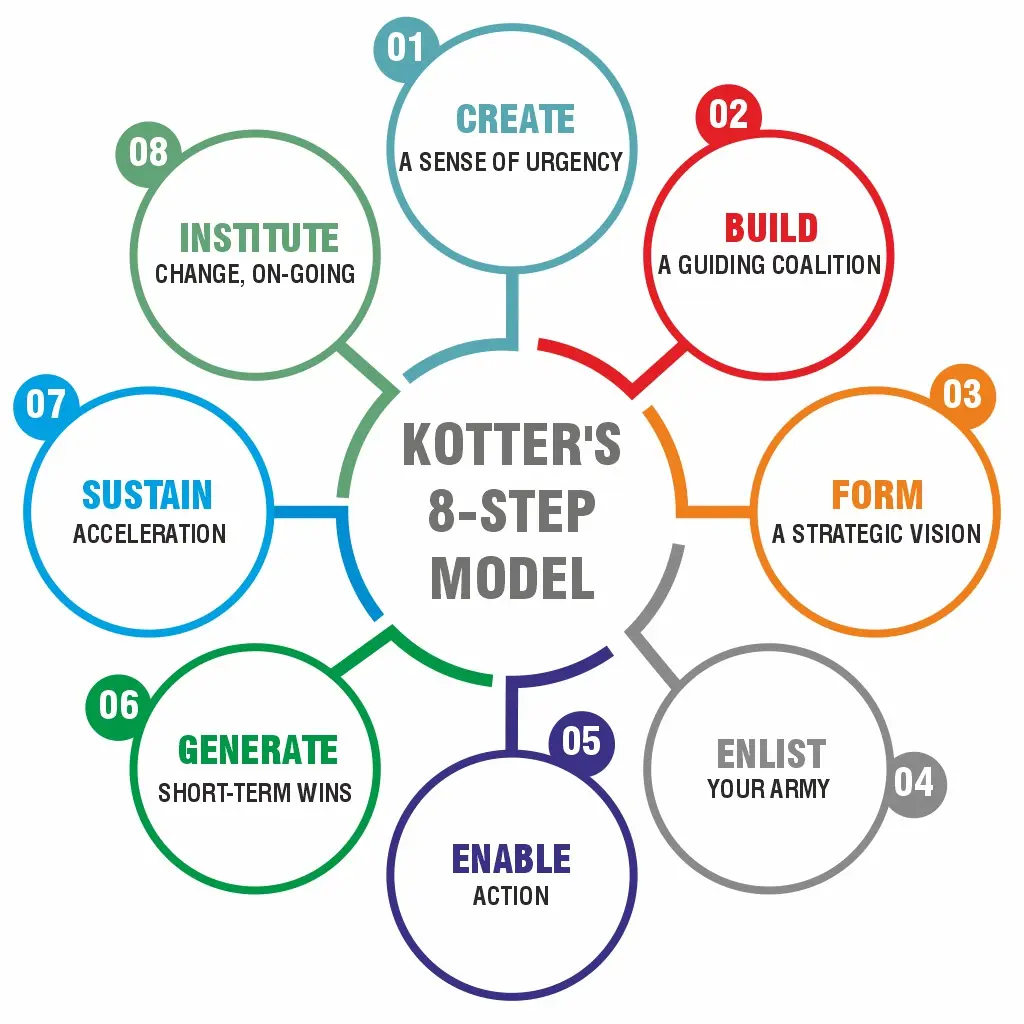 KOTTER'S
8-STEP
MODEL
01
CREATE
A SENSE OF URGENCY
02
BUILD
A GUIDING COALITION
03
FORM
A STRATEGIC VISION
04
ENLIST
YOUR ARMY
05
ENABLE
ACTION
06
GENERATE
SHORT-TERM WINS
07
SUSTAIN
ACCELERATION
08
INSTITUTE
CHANGE, ON-GOING